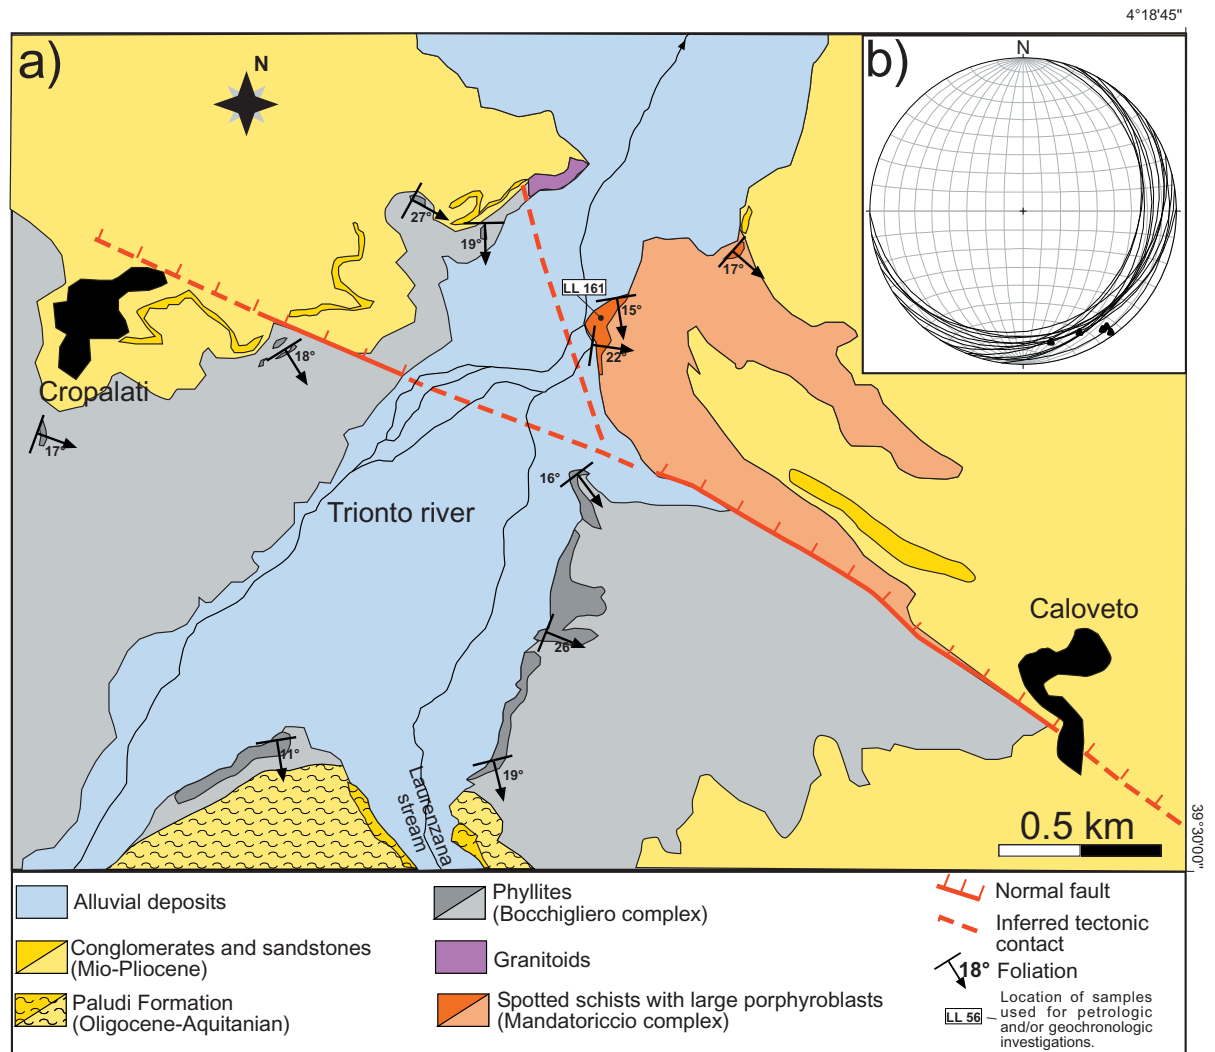 4°18'45"
a)
N
b)
N
27°
19°
17°
LL 161
15°
22°
18°
Cropalati
17°
16°
Trionto river
Caloveto
26°
11°
19°
Laurenzana
stream
0.5 km
39°30'00"
Alluvial deposits
Conglomerates and sandstones
(Mio-Pliocene)
Paludi Formation
(Oligocene-Aquitanian)
Phyllites
(Bocchigliero complex)
Granitoids
Spotted schists with large porphyroblasts
(Mandatoriccio complex)
Normal fault
Inferred tectonic
contact
18° Foliation
LL 56
Location of samples
used for petrologic
and/or geochronologic
investigations.